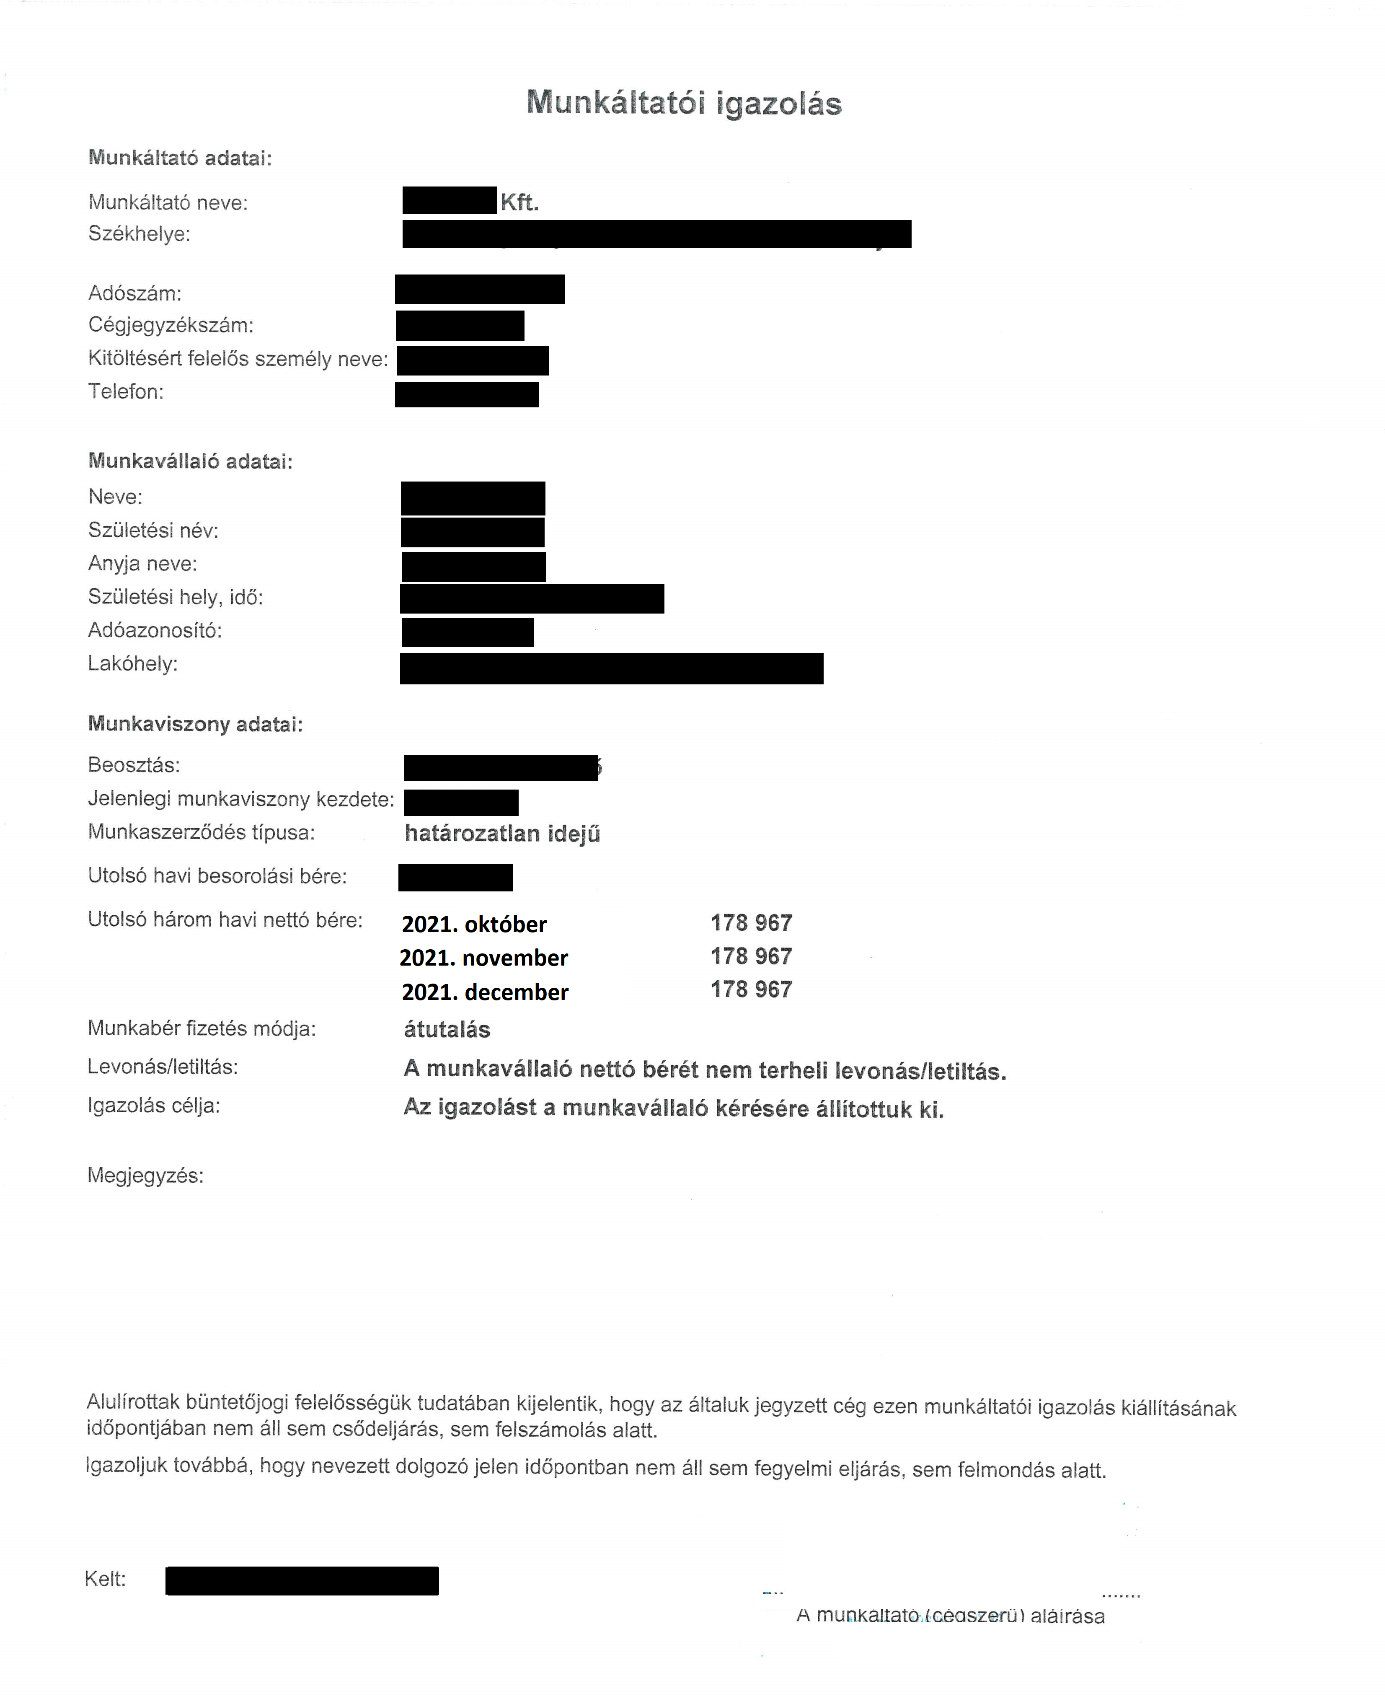 Munkáltatói igazolás
Munkáltató adatai:
Munkáltató neve: Kft.
Székhelye:
Adószám:
Cégjegyzékszám:
Kitöltésért felelős személy neve:
Telefon:
Munkavállaló adatai:
Neve:
Születési név:
Anyja neve:
Születési hely, idő:
Adóazonosító:
Lakóhely:
Munkaviszony adatai:
Beosztás:
Jelenlegi munkaviszony kezdete:
Munkaszerződés típusa: határozatlan idejű
Utolsó havi besorolási bére:
Utolsó három havi nettó bére: 2021. október 178 967
2021. november 178 967
2021. december 178 967
Munkabér fizetés módja: átutalás
Levonás/letiltás: A munkavállaló nettó bérét nem terheli levonás/letiltás.
Igazolás célja: Az igazolást a munkavállaló kérésére állítottuk ki.
Megjegyzés:
Alulírottak büntetőjogi felelősségük tudatában kijelentik, hogy az általuk jegyzett cég ezen munkáltatói igazolás kiállításának
időpontjában nem áll sem csődeljárás, sem felszámolás alatt.
Igazoljuk továbbá, hogy nevezett dolgozó jelen időpontban nem áll sem fegyelmi eljárás, sem felmondás alatt.
Kelt:
A munkáltató (cégszerű) aláírása